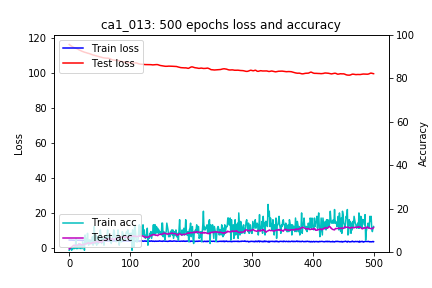 ca1_013: 500 epochs loss and accuracy
120
100
80
60
40
20
0
Loss
0
100
200
300
400
500
100
80
60
40
20
0
Accuracy
Train loss
Test loss
Train acc
Test acc